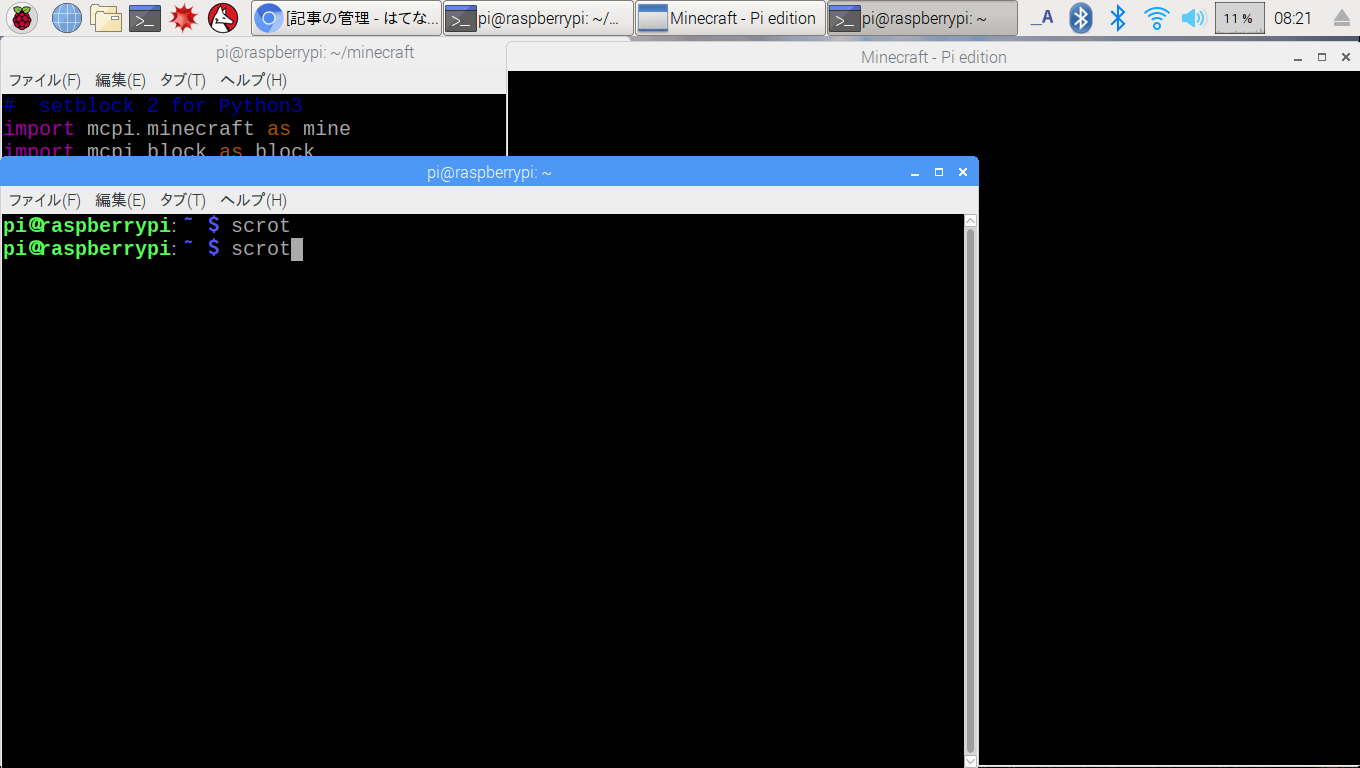 [記事の管理 - はてな... pi@raspberrypi: ~/... Minecraft - Pi edition pi@raspberrypi: ~ _A 11 % 08:21
pi@raspberrypi: ~/minecraft
ファイル(F) 編集(E) タブ(T) ヘルプ(H)
# setblock 2 for Python3
import mcpi.minecraft as mine
import mcpi.block as block
Minecraft - Pi edition
pi@raspberrypi: ~
ファイル(F) 編集(E) タブ(T) ヘルプ(H)
pi@raspberrypi:~ $ scrot
pi@raspberrypi:~ $ scrot